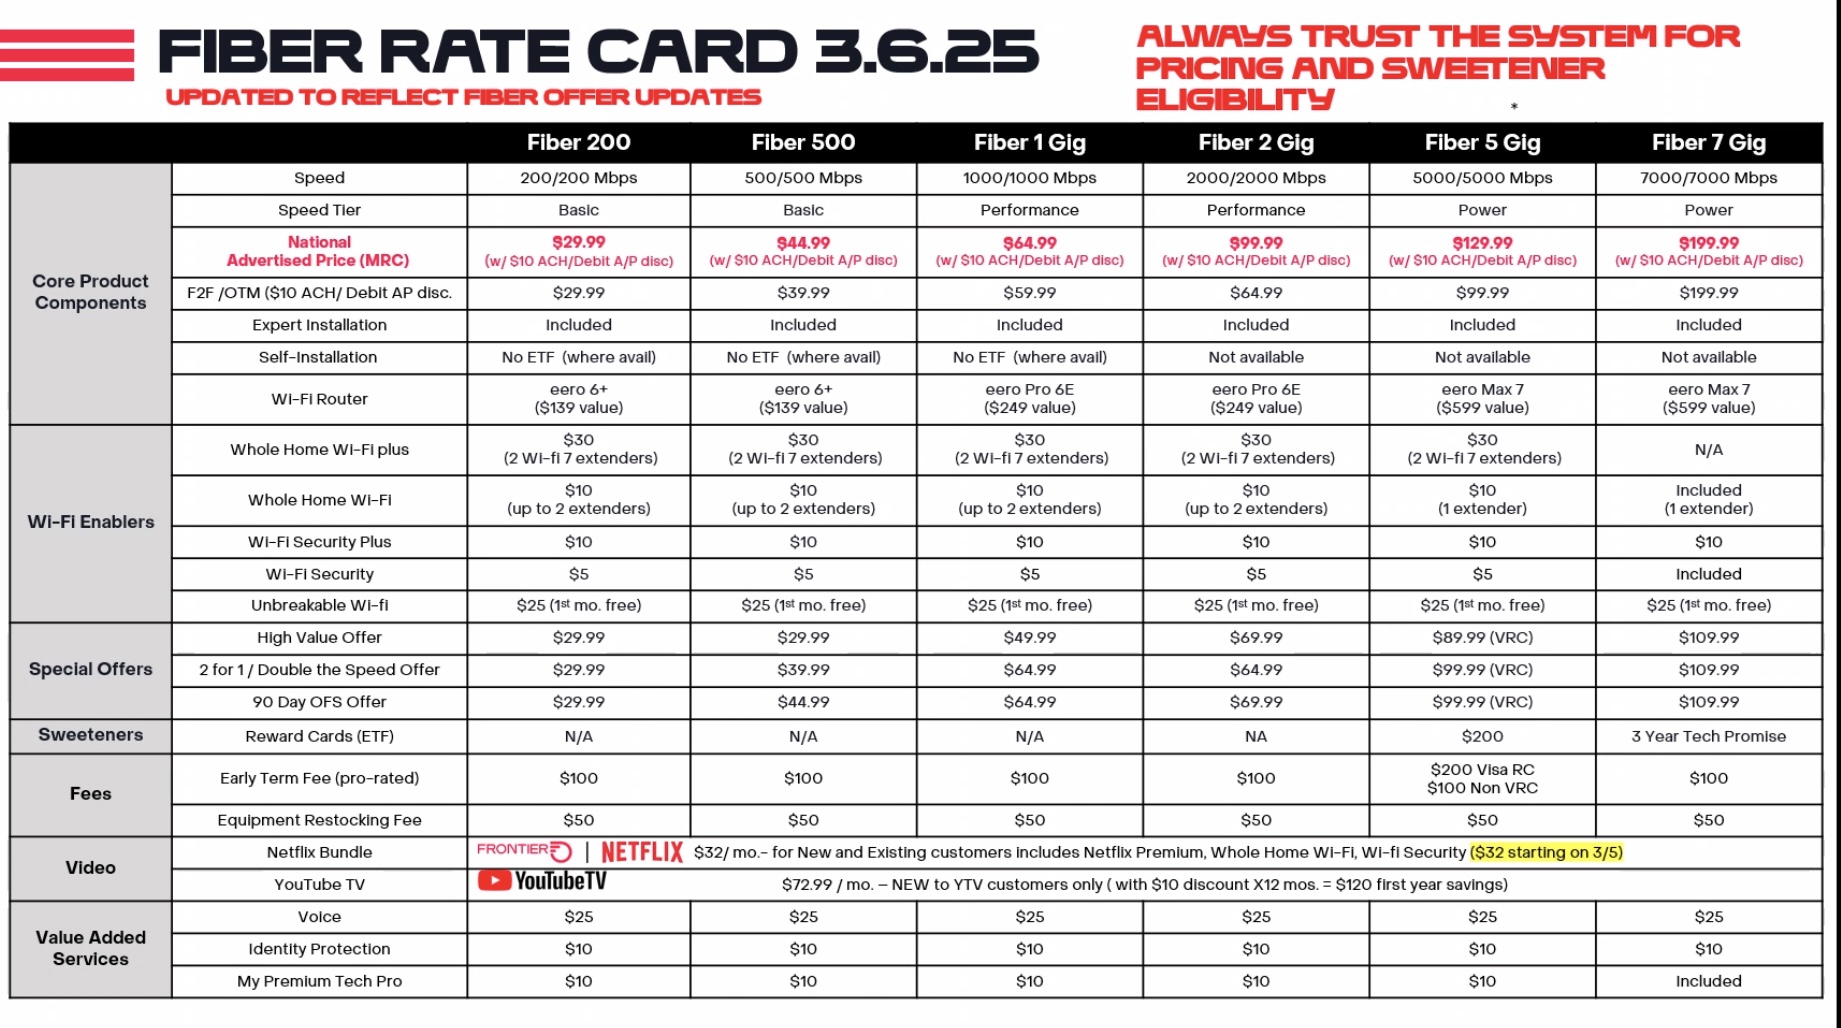 FIBER RATE CARD 3.6.25
UPDATED TO REFLECT FIBER OFFER UPDATES
ALWAYS TRUST THE SYSTEM FOR
PRICING AND SWEETENER
ELIGIBILITY
*
Fiber 200 Fiber 500 Fiber 1 Gig Fiber 2 Gig Fiber 5 Gig Fiber 7 Gig
Core Product
Components
Speed 200/200 Mbps 500/500 Mbps 1000/1000 Mbps 2000/2000 Mbps 5000/5000 Mbps 7000/7000 Mbps
Speed Tier Basic Basic Performance Performance Power Power
National $29.99 $44.99 $64.99 $99.99 $129.99 $199.99
Advertised Price (MRC) (w/ $10 ACH/Debit A/P disc) (w/ $10 ACH/Debit A/P disc) (w/ $10 ACH/Debit A/P disc) (w/ $10 ACH/Debit A/P disc) (w/ $10 ACH/Debit A/P disc) (w/ $10 ACH/Debit A/P disc)
F2F /OTM ($10 ACH/ Debit AP disc. $29.99 $39.99 $59.99 $64.99 $99.99 $199.99
Expert Installation Included Included Included Included Included Included
Self-Installation No ETF (where avail) No ETF (where avail) No ETF (where avail) Not available Not available Not available
Wi-Fi Router eero 6+ eero 6+ eero Pro 6E eero Pro 6E eero Max 7 eero Max 7
($139 value) ($139 value) ($249 value) ($249 value) ($599 value) ($599 value)
Wi-Fi Enablers
Whole Home Wi-Fi plus $30 $30 $30 $30 $30 N/A
(2 Wi-fi 7 extenders) (2 Wi-fi 7 extenders) (2 Wi-fi 7 extenders) (2 Wi-fi 7 extenders) (2 Wi-fi 7 extenders)
Whole Home Wi-Fi $10 $10 $10 $10 $10 Included
(up to 2 extenders) (up to 2 extenders) (up to 2 extenders) (up to 2 extenders) (1 extender) (1 extender)
Wi-Fi Security Plus $10 $10 $10 $10 $10 $10
Wi-Fi Security $5 $5 $5 $5 $5 Included
Unbreakable Wi-fi $25 (1st mo. free) $25 (1st mo. free) $25 (1st mo. free) $25 (1st mo. free) $25 (1st mo. free) $25 (1st mo. free)
Special Offers
High Value Offer $29.99 $29.99 $49.99 $69.99 $89.99 (VRC) $109.99
2 for 1 / Double the Speed Offer $29.99 $39.99 $64.99 $64.99 $99.99 (VRC) $109.99
90 Day OFS Offer $29.99 $44.99 $64.99 $69.99 $99.99 (VRC) $109.99
Sweeteners Reward Cards (ETF) N/A N/A N/A NA $200 3 Year Tech Promise
Fees
Early Term Fee (pro-rated) $100 $100 $100 $100 $200 Visa RC $100
$100 Non VRC
Equipment Restocking Fee $50 $50 $50 $50 $50 $50
Video
Netflix Bundle FRONTIER | NETFLIX $32/ mo.- for New and Existing customers includes Netflix Premium, Whole Home Wi-Fi, Wi-fi Security ($32 starting on 3/5)
YouTube TV YouTubeTV $72.99 / mo. – NEW to YTV customers only ( with $10 discount X12 mos. = $120 first year savings)
Value Added
Services
Voice $25 $25 $25 $25 $25 $25
Identity Protection $10 $10 $10 $10 $10 $10
My Premium Tech Pro $10 $10 $10 $10 $10 Included